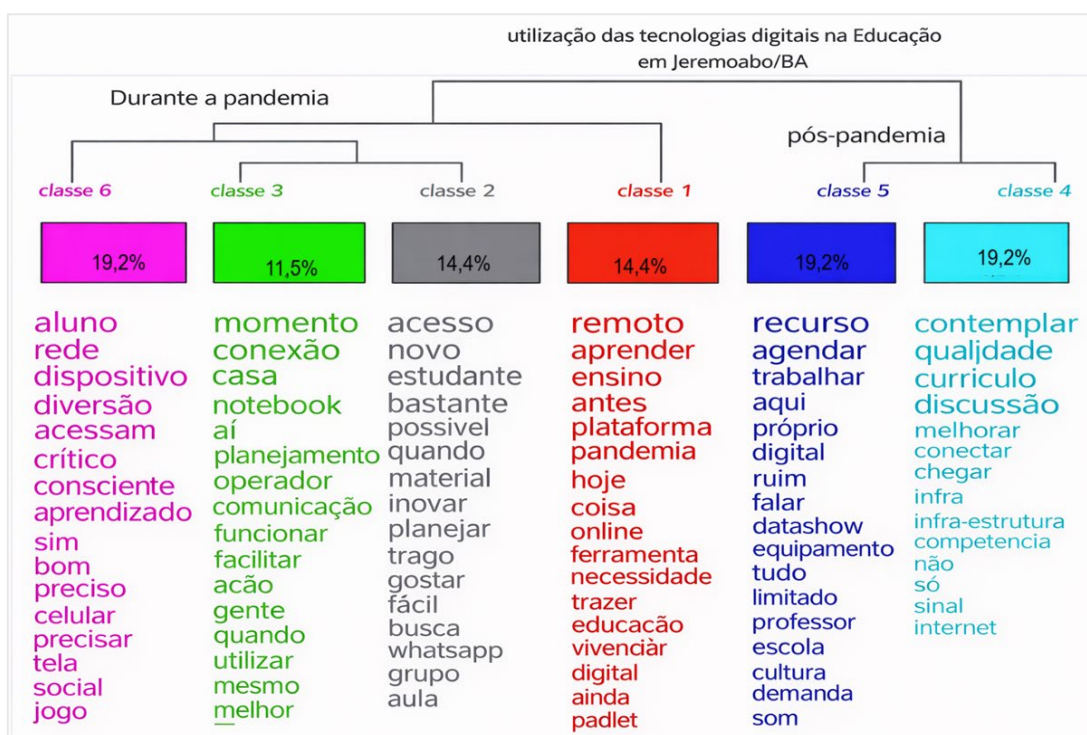 utilização das tecnologias digitais na Educação
em Jeremoabo/BA
Durante a pandemia
pós-pandemia
classe 6
classe 3
classe 2
classe 1
classe 5
classe 4
19,2%
11,5%
14,4%
14,4%
19,2%
19,2%
aluno
rede
dispositivo
diversão
acessam
crítico
consciente
aprendizado
sim
bom
preciso
celular
precisar
tela
social
jogo
momento
conexão
casa
notebook
aí
planejamento
operador
comunicação
funcionar
facilitar
acão
gente
quando
utilizar
mesmo
melhor
acesso
novo
estudante
bastante
possivel
quando
material
inovar
planejar
trago
gostar
fácil
busca
whatsapp
grupo
aula
remoto
aprender
ensino
antes
plataforma
pandemia
hoje
coisa
online
ferramenta
necessidade
trazer
educacão
vivenciàr
digital
ainda
padlet
recurso
agendar
trabalhar
aqui
próprio
digital
ruim
falar
datashow
equipamento
tudo
limitado
professor
escola
cultura
demanda
som
contemplar
qualjdade
curriculo
discussão
melhorar
conectar
chegar
infra
infra-estrutura
competencia
não
só
sinal
internet